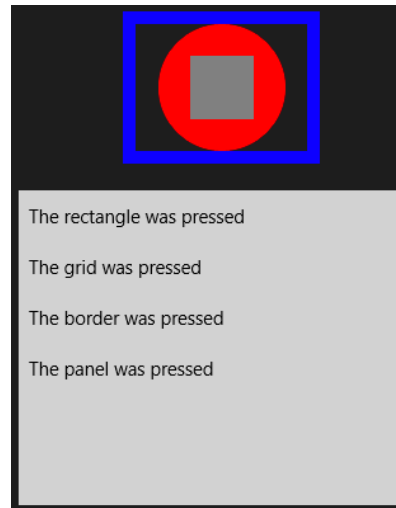 The rectangle was pressed
The grid was pressed
The border was pressed
The panel was pressed